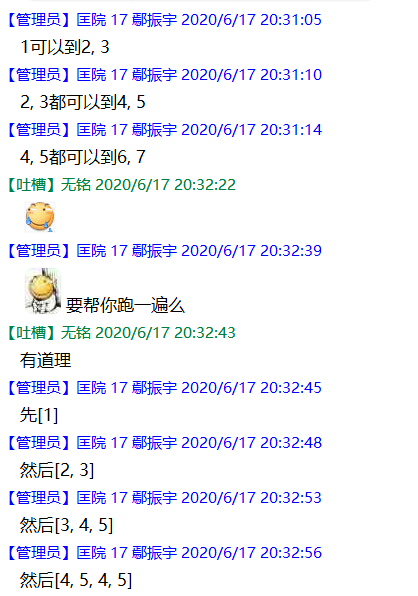 【管理员】匡院 17 鄢振宇 2020/6/17 20:31:05
1可以到2, 3
【管理员】匡院 17 鄢振宇 2020/6/17 20:31:10
2, 3都可以到4, 5
【管理员】匡院 17 鄢振宇 2020/6/17 20:31:14
4, 5都可以到6, 7
【吐槽】无铭 2020/6/17 20:32:22
【管理员】匡院 17 鄢振宇 2020/6/17 20:32:39
要帮你跑一遍么
【吐槽】无铭 2020/6/17 20:32:43
有道理
【管理员】匡院 17 鄢振宇 2020/6/17 20:32:45
先[1]
【管理员】匡院 17 鄢振宇 2020/6/17 20:32:48
然后[2, 3]
【管理员】匡院 17 鄢振宇 2020/6/17 20:32:53
然后[3, 4, 5]
【管理员】匡院 17 鄢振宇 2020/6/17 20:32:56
然后[4, 5, 4, 5]